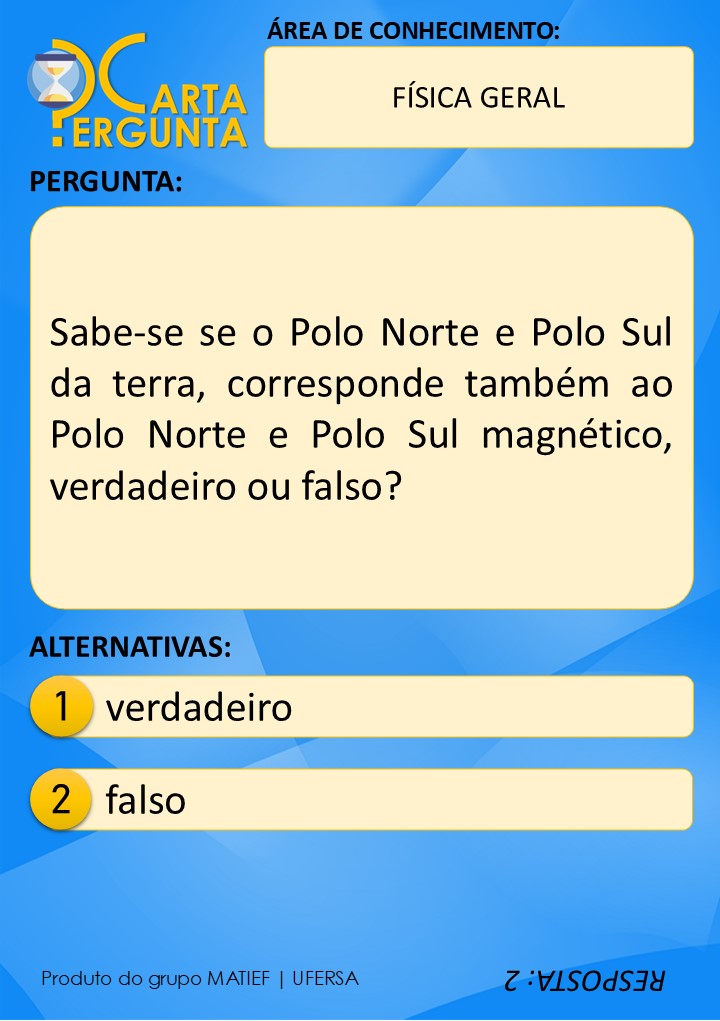 CARTA
PERGUNTA
ÁREA DE CONHECIMENTO:
FÍSICA GERAL
PERGUNTA:
Sabe-se se o Polo Norte e Polo Sul
da terra, corresponde também ao
Polo Norte e Polo Sul magnético,
verdadeiro ou falso?
ALTERNATIVAS:
1 verdadeiro
2 falso
Produto do grupo MATIEF | UFERSA
RESPOSTA: 2